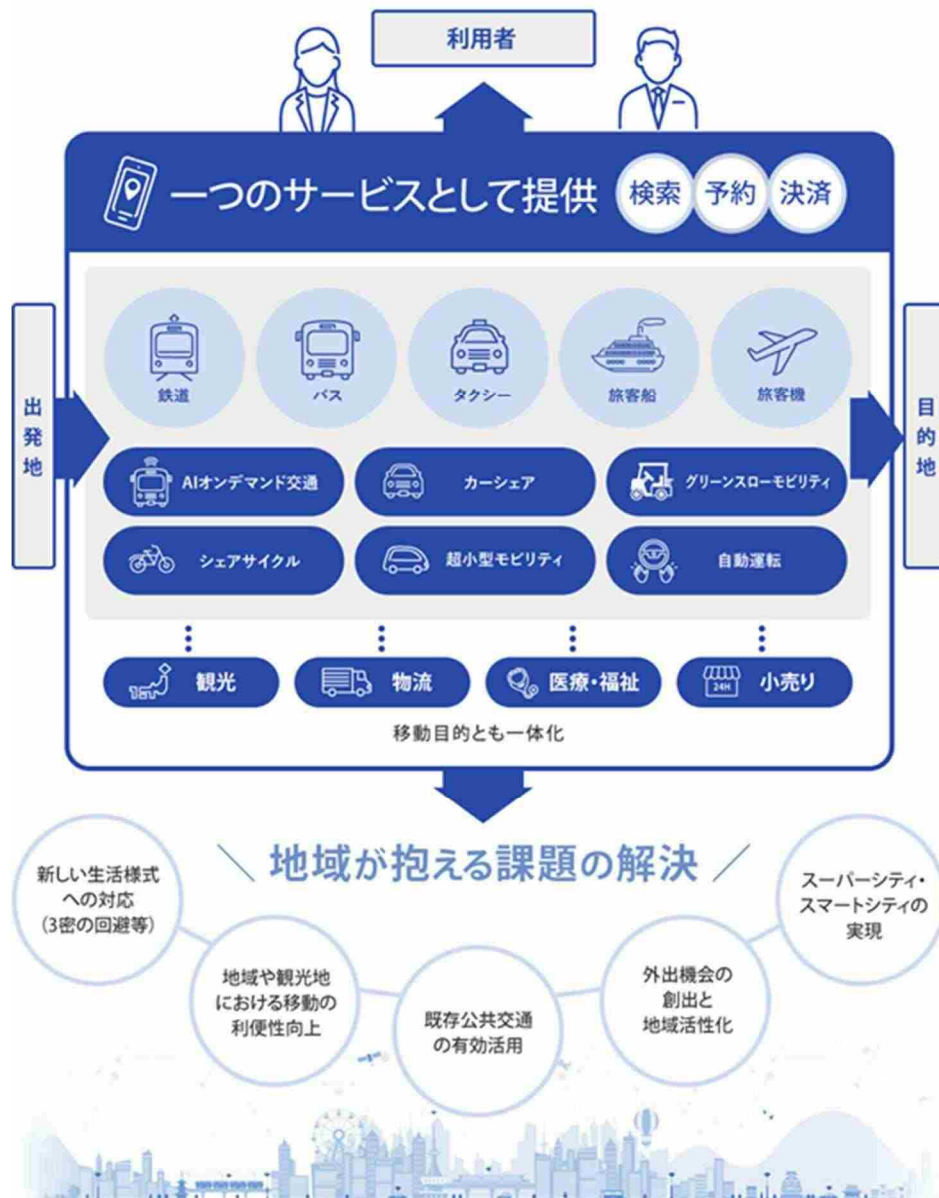 利用者
一つのサービスとして提供 検索 予約 決済
出発地
目的地
鉄道 バス タクシー 旅客船 旅客機
AIオンデマンド交通 カーシェア グリーンスローモビリティ
シェアサイクル 超小型モビリティ 自動運転
観光 物流 医療・福祉 24H 小売り
移動目的とも一体化
地域が抱える課題の解決
新しい生活様式
への対応
(3密の回避等)
地域や観光地
における移動の
利便性向上
既存公共交通
の有効活用
外出機会の
創出と
地域活性化
スーパーシティ・
スマートシティの
実現